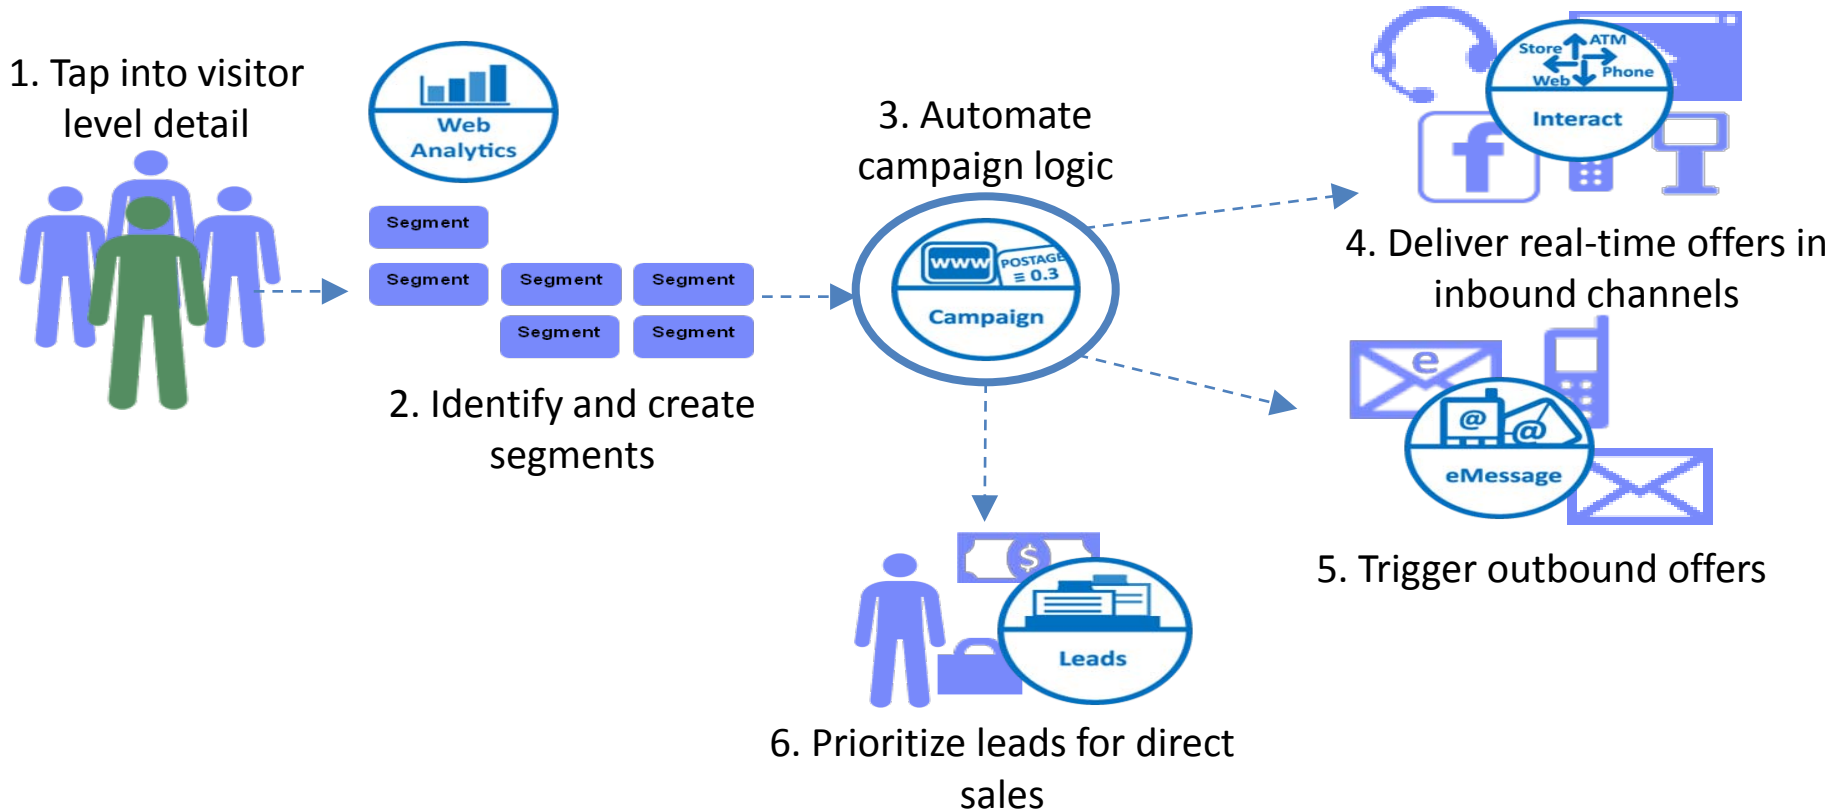 1. Tap into visitor
level detail
Web
Analytics
Segment
Segment
Segment
Segment
Segment
Segment
2. Identify and create
segments
3. Automate
campaign logic
www
POSTAGE
≡ 0.3
Campaign
Store
ATM
Web
Phone
Interact
f
4. Deliver real-time offers in
inbound channels
e
@
@
eMessage
5. Trigger outbound offers
$
Leads
6. Prioritize leads for direct
sales